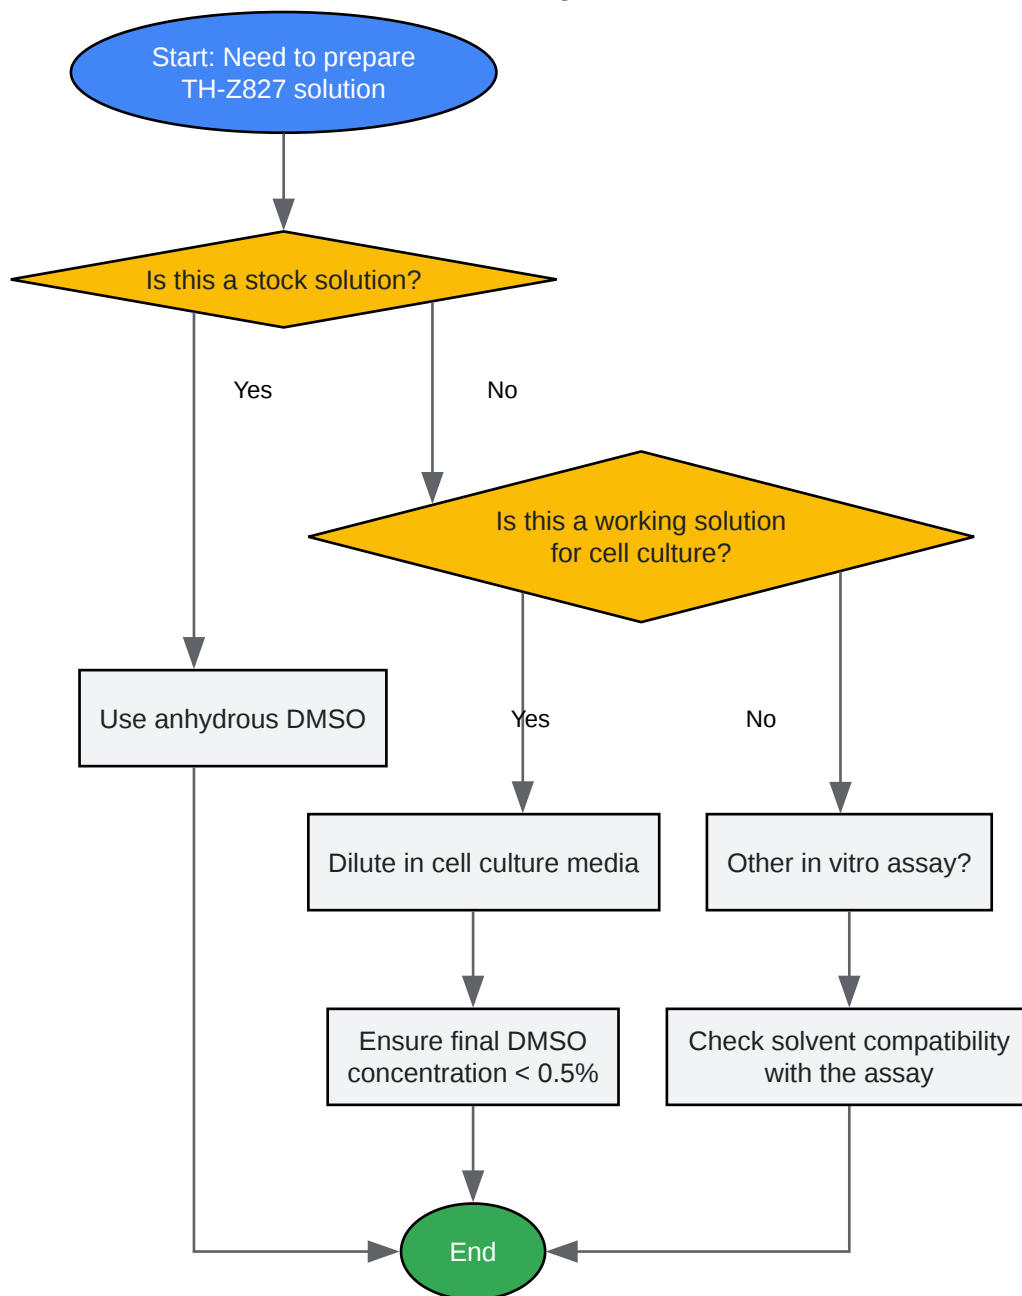 Start: Need to prepare
TH-Z827 solution
Is this a stock solution?
Yes
No
Is this a working solution
for cell culture?
Use anhydrous DMSO
Yes
No
Dilute in cell culture media
Other in vitro assay?
Ensure final DMSO
concentration < 0.5%
Check solvent compatibility
with the assay
End